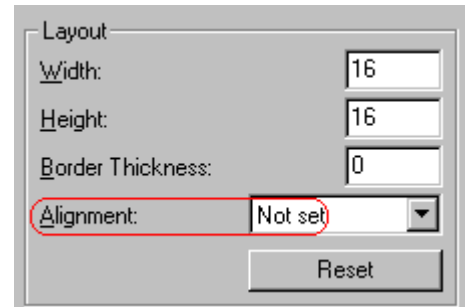 Layout
Width: 16
Height: 16
Border Thickness: 0
Alignment: Not set
Reset